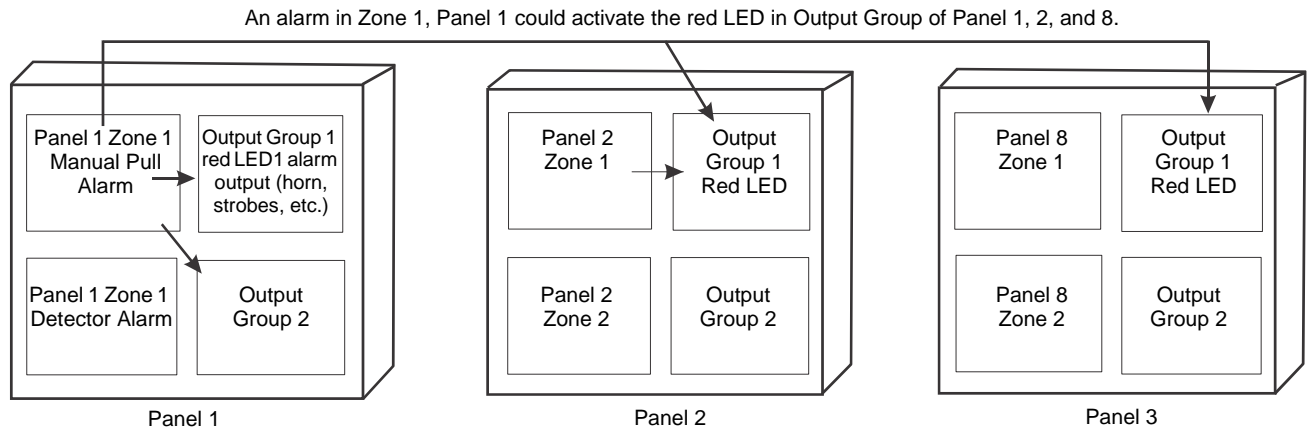 An alarm in Zone 1, Panel 1 could activate the red LED in Output Group of Panel 1, 2, and 8.
Panel 1 Zone 1
Manual Pull
Alarm
Output Group 1
red LED1 alarm
output (horn,
strobes, etc.)
Panel 1 Zone 1
Detector Alarm
Output
Group 2
Panel 1
Panel 2
Zone 1
Output
Group 1
Red LED
Panel 2
Zone 2
Output
Group 2
Panel 2
Panel 8
Zone 1
Output
Group 1
Red LED
Panel 8
Zone 2
Output
Group 2
Panel 3